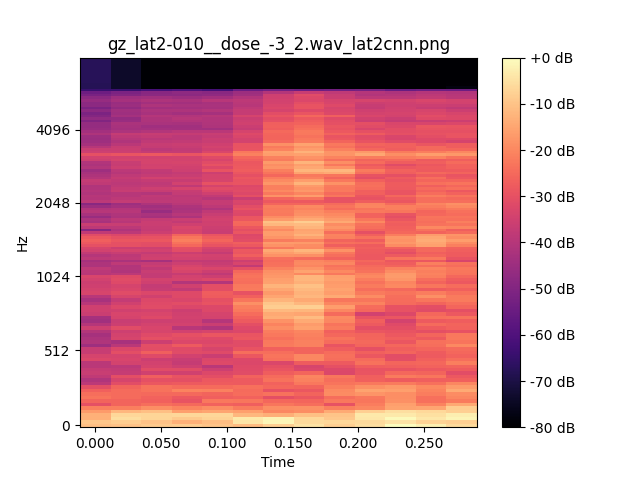 gz_lat2-010__dose_-3_2.wav_lat2cnn.png
+0 dB
-10 dB
-20 dB
-30 dB
-40 dB
-50 dB
-60 dB
-70 dB
-80 dB
4096
2048
1024
512
0
Hz
0.000 0.050 0.100 0.150 0.200 0.250
Time